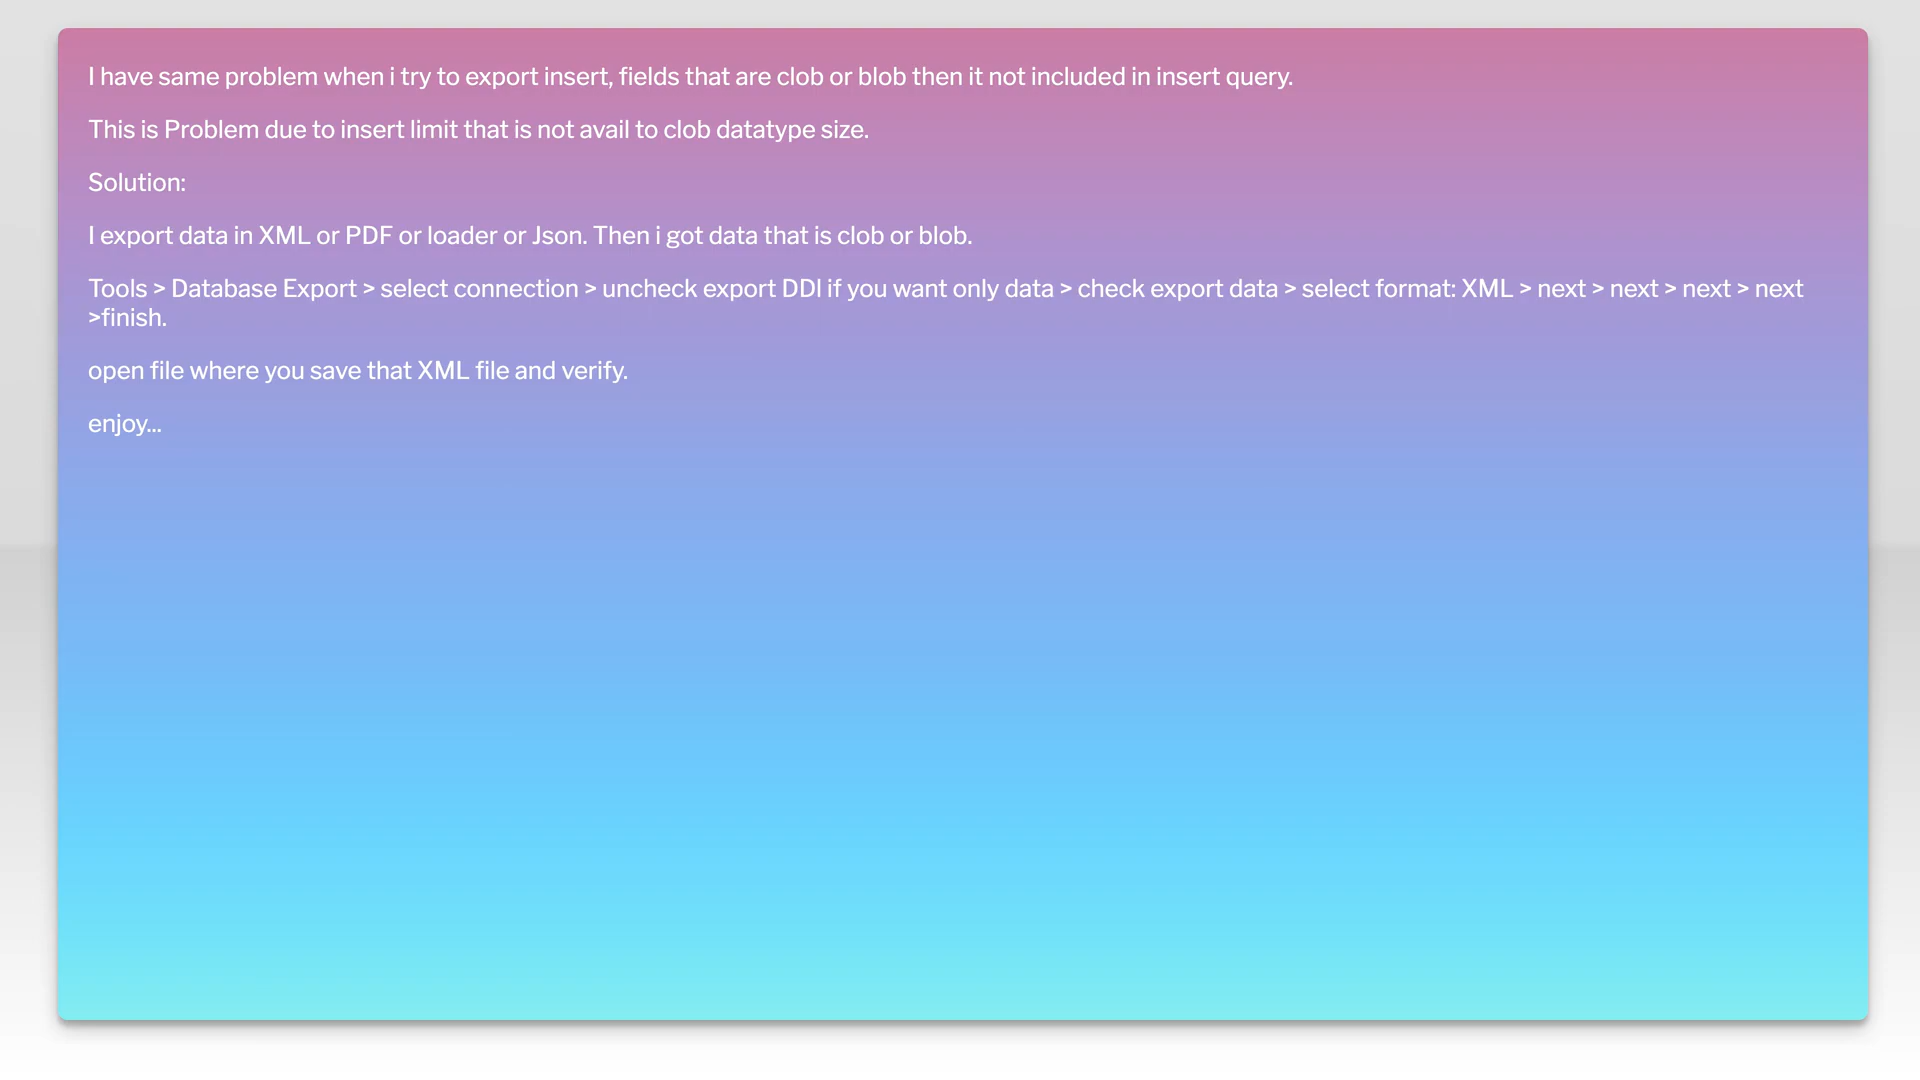 I have same problem when i try to export insert, fields that are clob or blob then it not included in insert query.
This is Problem due to insert limit that is not avail to clob datatype size.
Solution:
I export data in XML or PDF or loader or Json. Then i got data that is clob or blob.
Tools > Database Export > select connection > uncheck export DDl if you want only data > check export data > select format: XML > next > next > next > next
>finish.
open file where you save that XML file and verify.
enjoy...